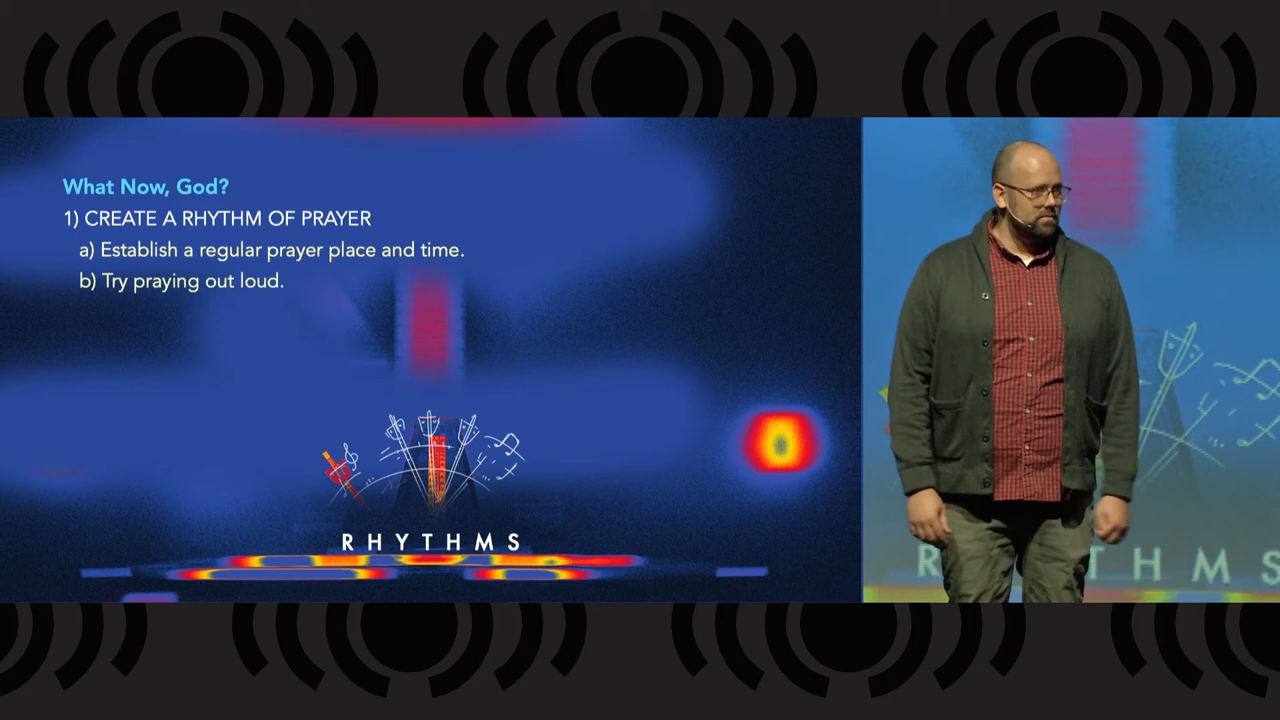 What Now, God?
1) CREATE A RHYTHM OF PRAYER
a) Establish a regular prayer place and time.
b) Try praying out loud.
RHYTHMS
R THMS